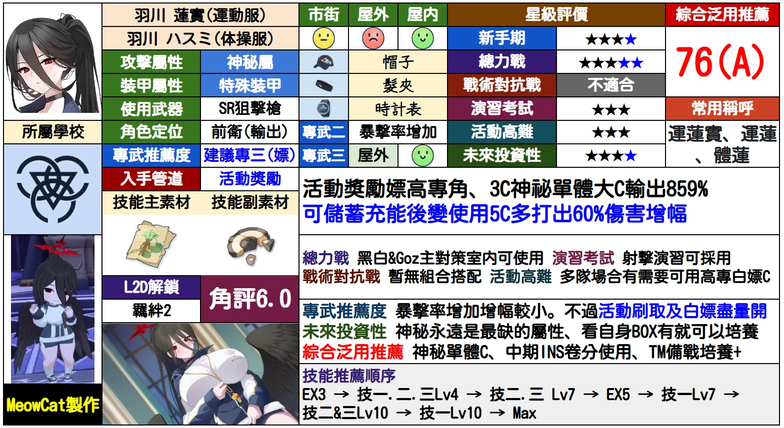 羽川 蓮實(運動服)
羽川 ハスミ(体操服)
攻擊屬性 神秘屬
裝甲屬性 特殊裝甲
使用武器 SR狙擊槍
所屬學校 角色定位 前衛(輸出)
專武推薦度 建議專三(嫖)
入手管道 活動獎勵
技能主素材 技能副素材
L2D解鎖
羈絆2
角評6.0
MeowCat製作
市街 屋外 屋內
帽子
髮夾
時計表
專武二 暴擊率增加
專武三 屋外
星級評價
新手期 ★★★★
總力戰 ★★★★★
戰術對抗戰 不適合
演習考試 ★★★
活動高難 ★★★
未來投資性 ★★★★
綜合泛用推薦
76(A)
常用稱呼
運蓮實、運蓮
、體蓮
活動獎勵嫖高專角、3C神祕單體大C輸出859%
可儲蓄充能後變使用5C多打出60%傷害增幅
總力戰 黑白&Goz主對策室內可使用 演習考試 射擊演習可採用
戰術對抗戰 暫無組合搭配 活動高難 多隊場合有需要可用高專白嫖C
專武推薦度 暴擊率增加增幅較小。不過活動刷取及白嫖盡量開
未來投資性 神秘永遠是最缺的屬性、看自身BOX有就可以培養
綜合泛用推薦 神秘單體C、中期INS卷分使用、TM備戰培養+
技能推薦順序
EX3 → 技一.二.三Lv4 → 技二.三 Lv7 → EX5 → 技一Lv7 →
技二&三Lv10 → 技一Lv10 → Max